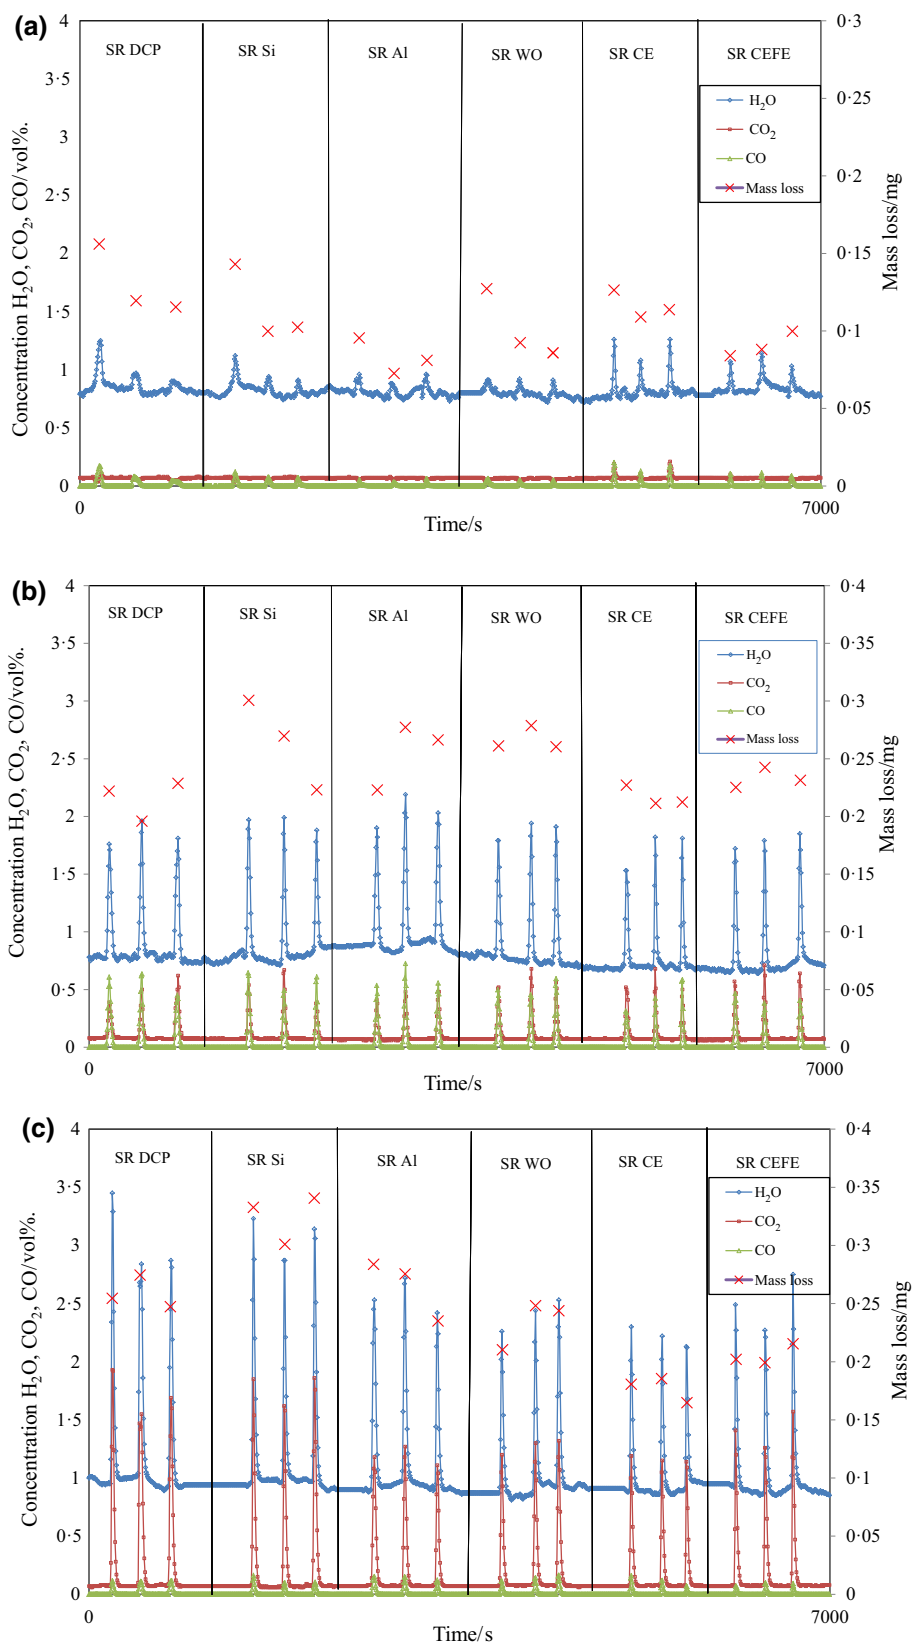 (a)
4
3·5
3
2·5
2
1·5
1
0·5
0
Concentration H₂O, CO₂, CO/vol%.
SR DCP
SR Si
SR Al
SR WO
SR CE
SR CEFE
H₂O
CO₂
CO
Mass loss
0·3
0·25
0·2
0·15
0·1
0·05
0
Mass loss/mg
0
7000
Time/s
(b)
4
3·5
3
2·5
2
1·5
1
0·5
0
Concentration H₂O, CO₂, CO/vol%.
SR DCP
SR Si
SR Al
SR WO
SR CE
SR CEFE
H₂O
CO₂
CO
Mass loss
0·4
0·35
0·3
0·25
0·2
0·15
0·1
0·05
0
Mass loss/mg
0
7000
Time/s
(c)
4
3·5
3
2·5
2
1·5
1
0·5
0
Concentration H₂O, CO₂, CO/vol%.
SR DCP
SR Si
SR Al
SR WO
SR CE
SR CEFE
H₂O
CO₂
CO
Mass loss
0·4
0·35
0·3
0·25
0·2
0·15
0·1
0·05
0
Mass loss/mg
0
7000
Time/s